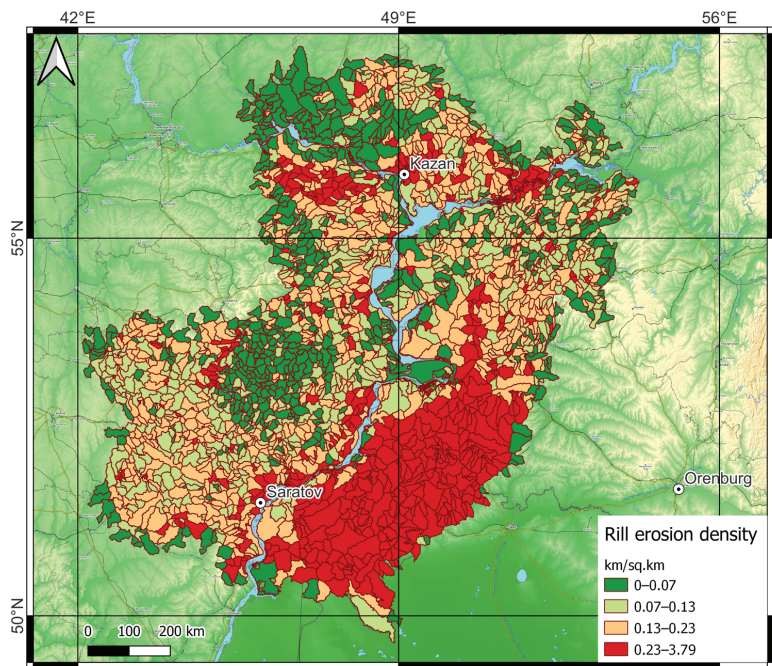 42°E 49°E 56°E
Kazan
55°N
Saratov
Orenburg
Rill erosion density
km/sq.km
0–0.07
0.07–0.13
0.13–0.23
0.23–3.79
50°N
0 100 200 km